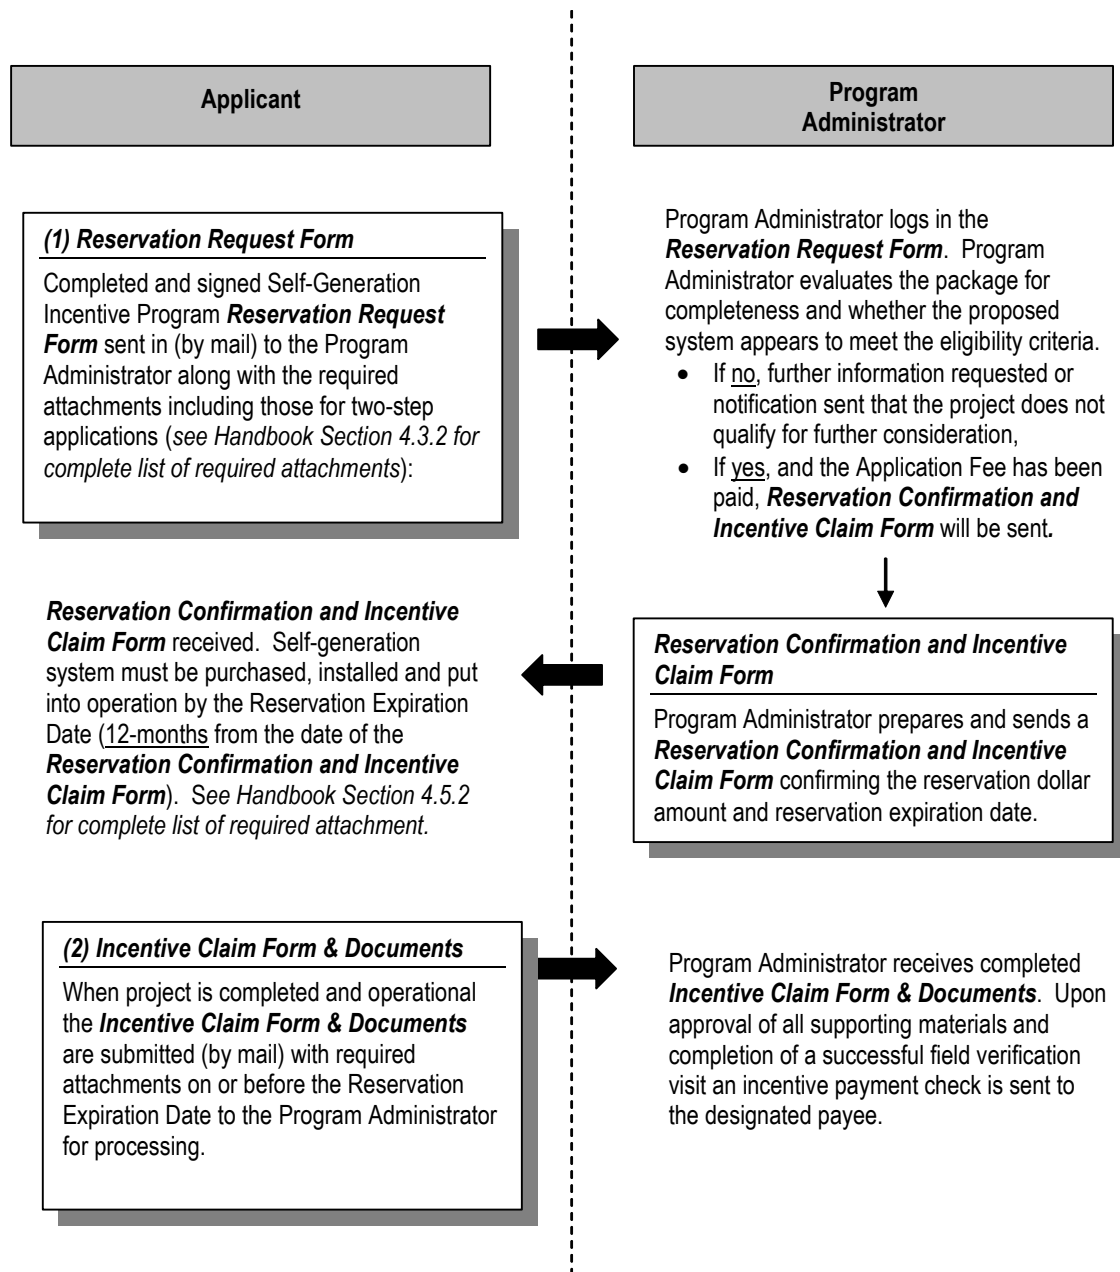 Applicant
Program
Administrator
(1) Reservation Request Form
Completed and signed Self-Generation
Incentive Program Reservation Request
Form sent in (by mail) to the Program
Administrator along with the required
attachments including those for two-step
applications (see Handbook Section 4.3.2 for
complete list of required attachments):
Program Administrator logs in the
Reservation Request Form. Program
Administrator evaluates the package for
completeness and whether the proposed
system appears to meet the eligibility criteria.
• If no, further information requested or
notification sent that the project does not
qualify for further consideration,
• If yes, and the Application Fee has been
paid, Reservation Confirmation and
Incentive Claim Form will be sent.
Reservation Confirmation and Incentive
Claim Form
Program Administrator prepares and sends a
Reservation Confirmation and Incentive
Claim Form confirming the reservation dollar
amount and reservation expiration date.
Reservation Confirmation and Incentive
Claim Form received. Self-generation
system must be purchased, installed and put
into operation by the Reservation Expiration
Date (12-months from the date of the
Reservation Confirmation and Incentive
Claim Form). See Handbook Section 4.5.2
for complete list of required attachment.
(2) Incentive Claim Form & Documents
When project is completed and operational
the Incentive Claim Form & Documents
are submitted (by mail) with required
attachments on or before the Reservation
Expiration Date to the Program Administrator
for processing.
Program Administrator receives completed
Incentive Claim Form & Documents. Upon
approval of all supporting materials and
completion of a successful field verification
visit an incentive payment check is sent to
the designated payee.